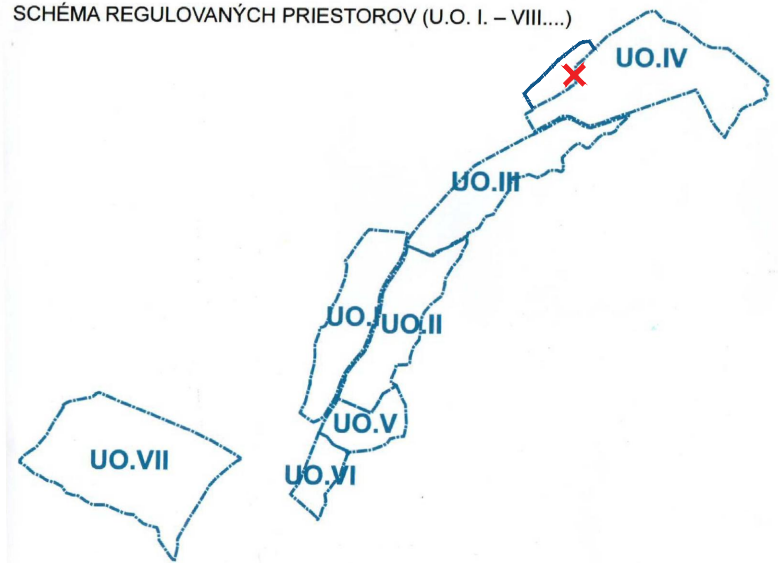 SCHÉMA REGULOVANÝCH PRIESTOROV (U.O. I. – VIII....)
UO.IV
UO.III
UO.I
UO.II
UO.V
UO.VI
UO.VII